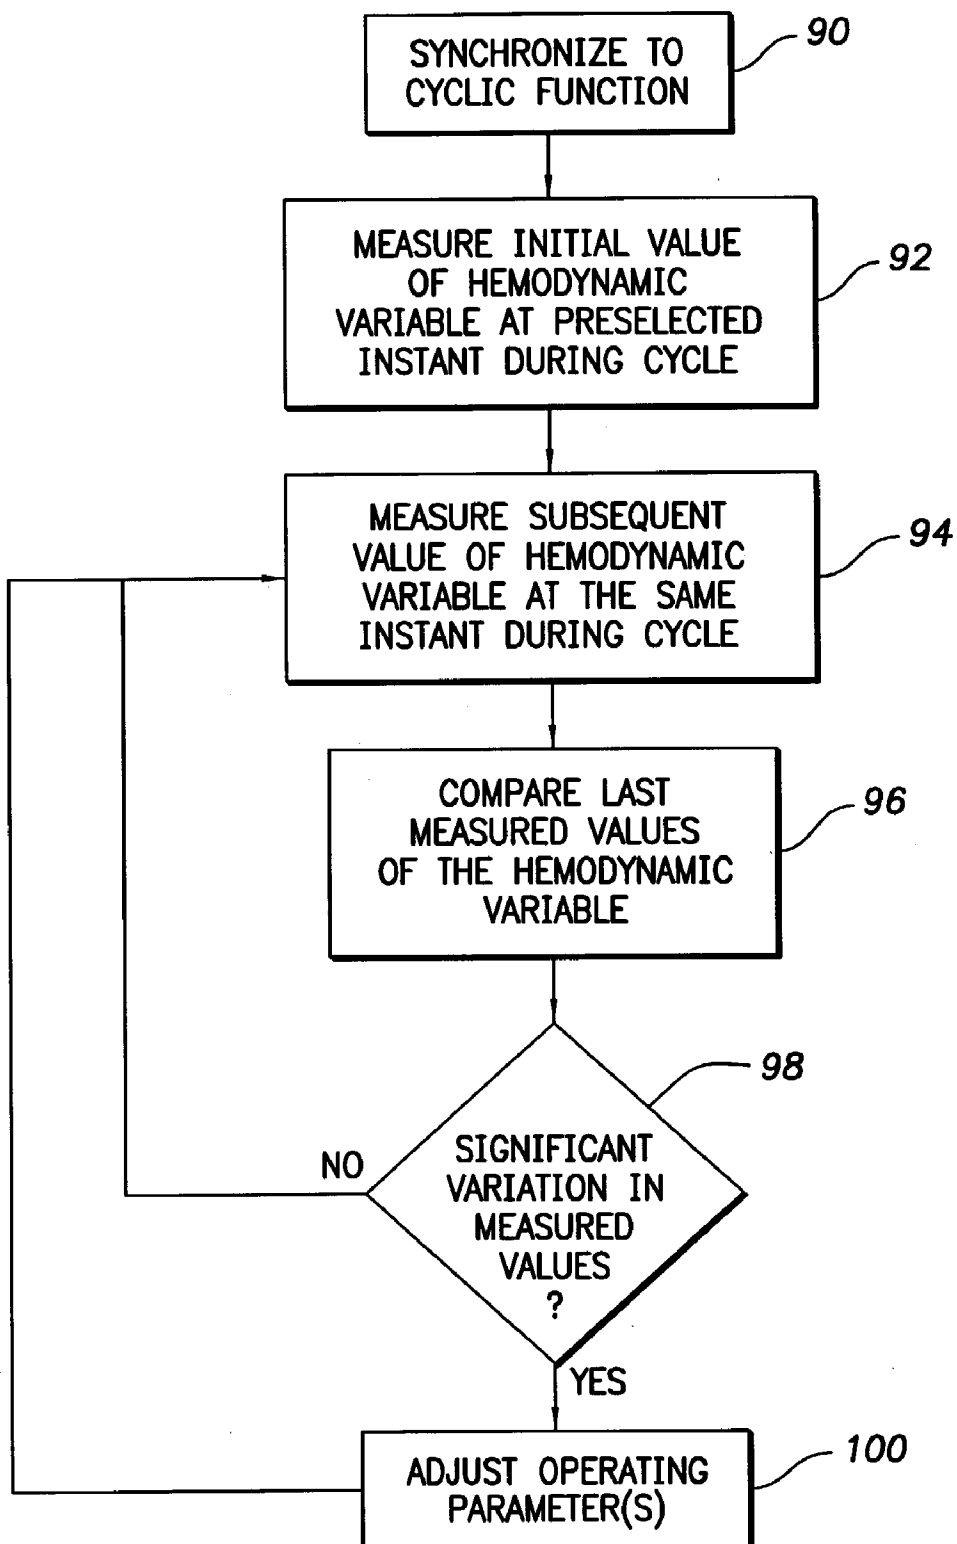 SYNCHRONIZE TO
CYCLIC FUNCTION
90
MEASURE INITIAL VALUE
OF HEMODYNAMIC
VARIABLE AT PRESELECTED
INSTANT DURING CYCLE
92
MEASURE SUBSEQUENT
VALUE OF HEMODYNAMIC
VARIABLE AT THE SAME
INSTANT DURING CYCLE
94
COMPARE LAST
MEASURED VALUES
OF THE HEMODYNAMIC
VARIABLE
96
SIGNIFICANT
VARIATION IN
MEASURED
VALUES
?
98
NO
YES
ADJUST OPERATING
PARAMETER(S)
100